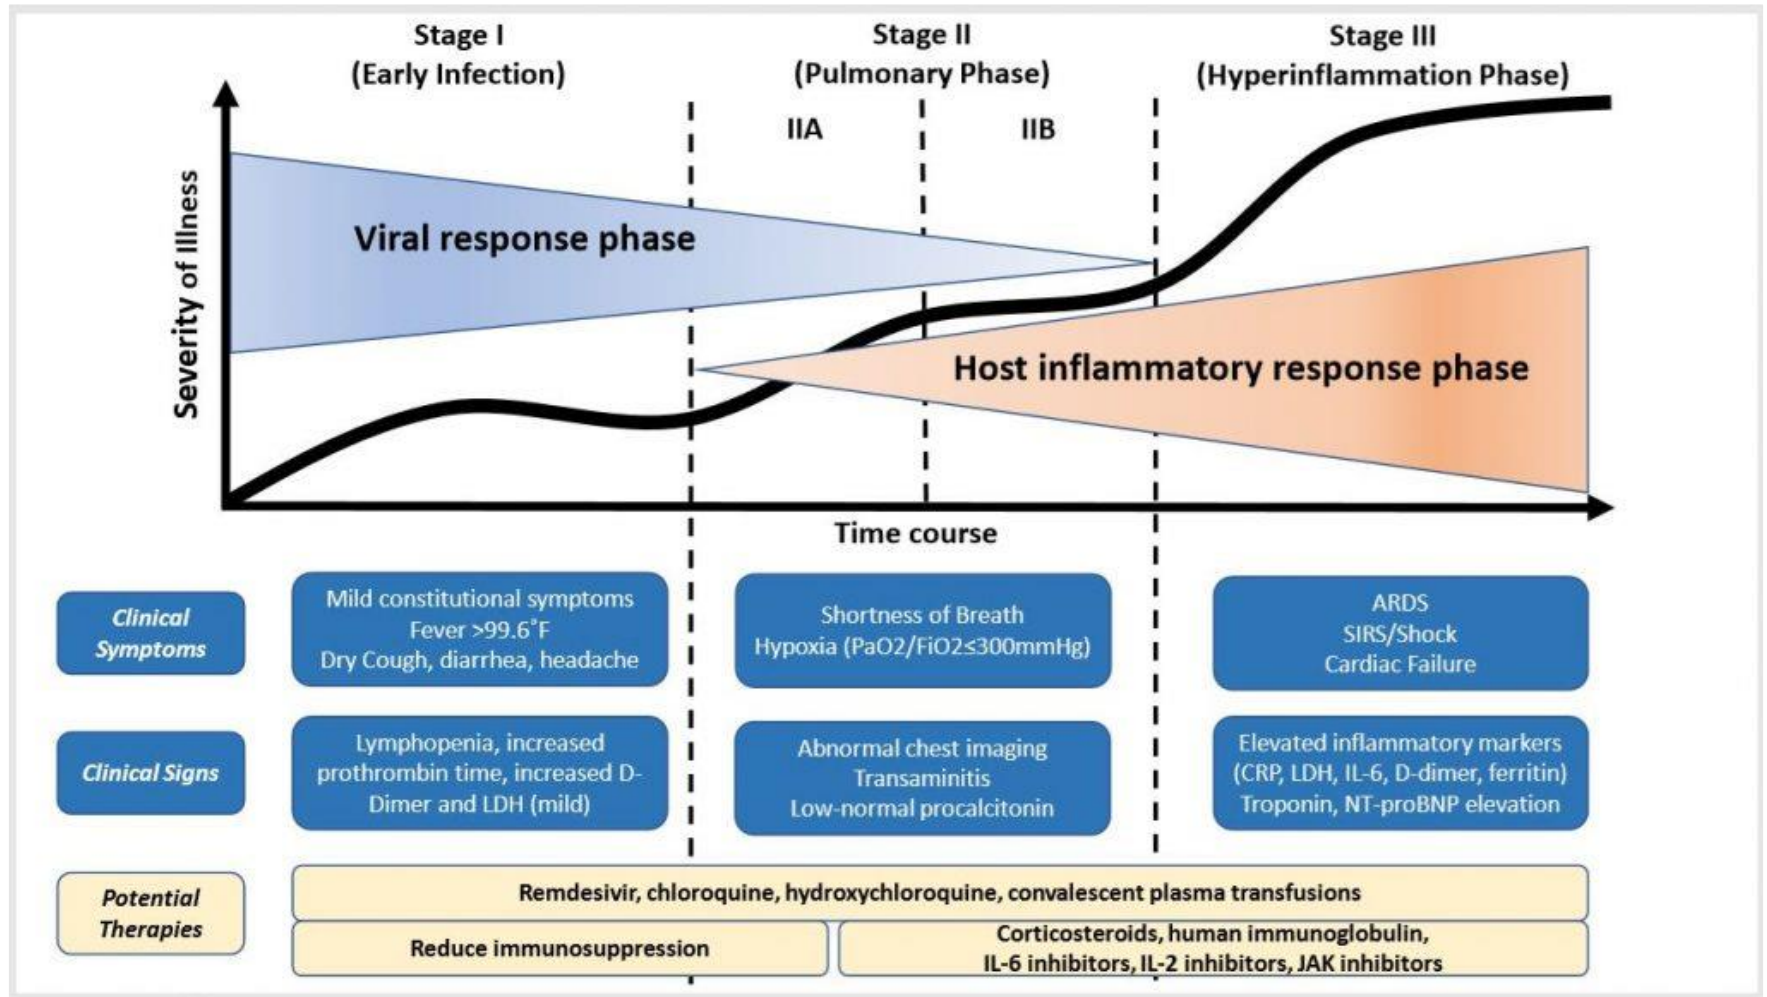 Stage I
(Early Infection)
Stage II
(Pulmonary Phase)
Stage III
(Hyperinflammation Phase)
IIA
IIB
Severity of Illness
Viral response phase
Host inflammatory response phase
Time course
Clinical
Symptoms
Mild constitutional symptoms
Fever >99.6°F
Dry Cough, diarrhea, headache
Shortness of Breath
Hypoxia (PaO2/FiO2≤300mmHg)
ARDS
SIRS/Shock
Cardiac Failure
Clinical Signs
Lymphopenia, increased
prothrombin time, increased D-
Dimer and LDH (mild)
Abnormal chest imaging
Transaminitis
Low-normal procalcitonin
Elevated inflammatory markers
(CRP, LDH, IL-6, D-dimer, ferritin)
Troponin, NT-proBNP elevation
Potential
Therapies
Remdesivir, chloroquine, hydroxychloroquine, convalescent plasma transfusions
Reduce immunosuppression
Corticosteroids, human immunoglobulin,
IL-6 inhibitors, IL-2 inhibitors, JAK inhibitors